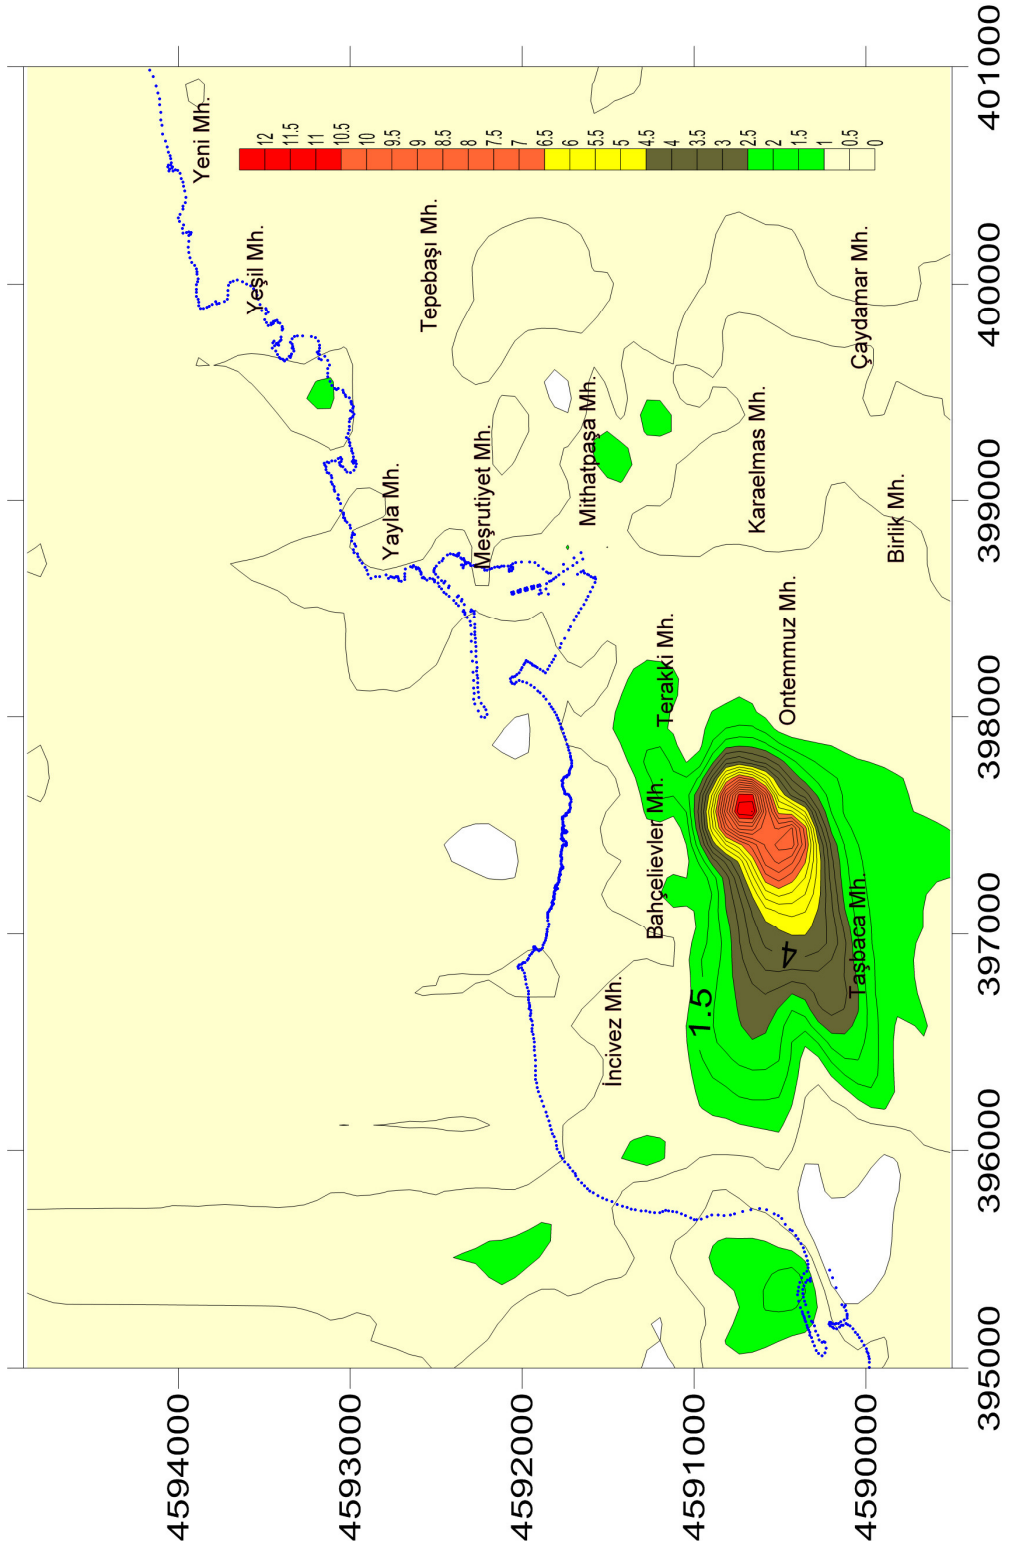 4594000
4593000
4592000
4591000
4590000
395000
396000
397000
398000
399000
400000
401000
Yeni Mh.
Yeşil Mh.
Tepebaşı Mh.
Çaydamar Mh.
Yayla Mh.
Meşrutiyet Mh.
Mithatpaşa Mh.
Karaelmas Mh.
Birlik Mh.
Terakki Mh.
Ontemmuz Mh.
Bahçelievler Mh.
Taşbaca Mh.
İncivez Mh.
1.5
4
12
11.5
11
10.5
10
9.5
9
8.5
8
7.5
7
6.5
6
5.5
5
4.5
4
3.5
3
2.5
2
1.5
1
0.5
0